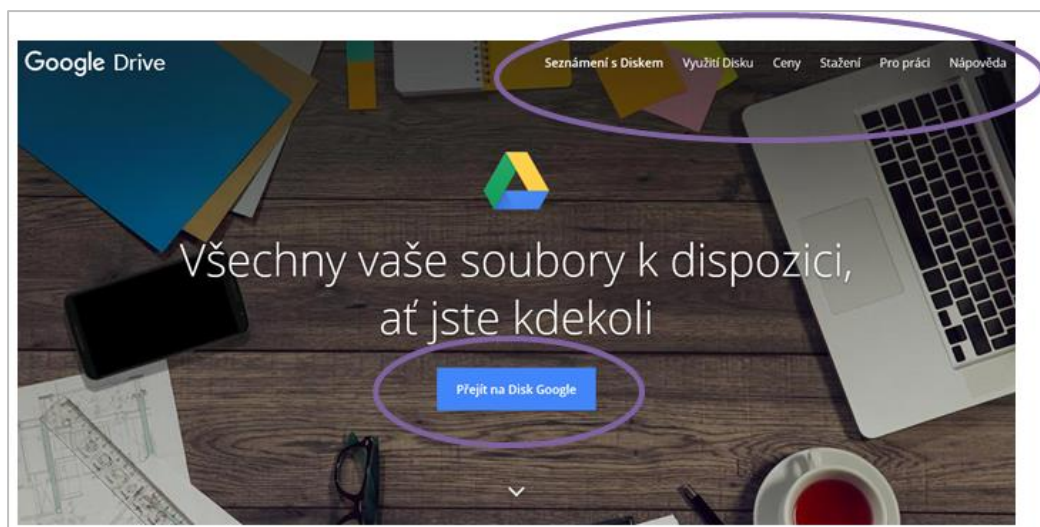 Google Drive
Seznámení s Diskem Využití Disku Ceny Stažení Pro práci Nápověda
Všechny vaše soubory k dispozici,
ať jste kdekoli
Přejít na Disk Google